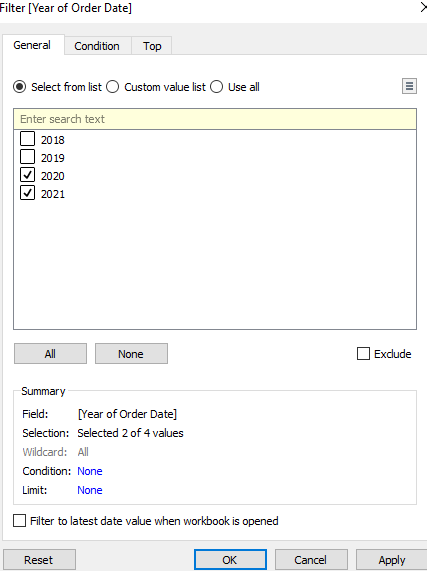 Filter [Year of Order Date]
General Condition Top
Select from list Custom value list Use all
Enter search text
2018
2019
2020
2021
All None Exclude
Summary
Field: [Year of Order Date]
Selection: Selected 2 of 4 values
Wildcard: All
Condition: None
Limit: None
Filter to latest date value when workbook is opened
Reset OK Cancel Apply